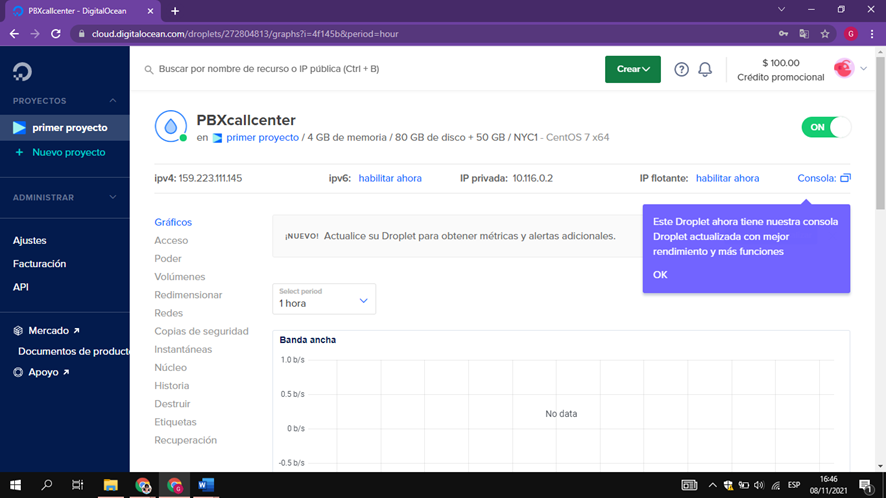 PBXcallcenter - DigitalOcean
cloud.digitalocean.com/droplets/272804813/graphs?i=4f145b&period=hour
G
Buscar por nombre de recurso o IP pública (Ctrl + B)
Crear
$ 100.00
Crédito promocional
PROYECTOS
primer proyecto
+ Nuevo proyecto
ADMINISTRAR
Ajustes
Facturación
API
Mercado
Documentos de producto
Apoyo
PBXcallcenter
en primer proyecto / 4 GB de memoria / 80 GB de disco + 50 GB / NYC1 - CentOS 7 x64
ON
ipv4: 159.223.111.145
ipv6: habilitar ahora
IP privada: 10.116.0.2
IP flotante: habilitar ahora
Consola:
Este Droplet ahora tiene nuestra consola
Droplet actualizada con mejor
rendimiento y más funciones
OK
Gráficos
Acceso
Poder
Volúmenes
Redimensionar
Redes
Copias de seguridad
Instantáneas
Núcleo
Historia
Destruir
Etiquetas
Recuperación
¡NUEVO! Actualice su Droplet para obtener métricas y alertas adicionales.
Select period
1 hora
Banda ancha
1.0 b/s
0.5 b/s
0 b/s
-0.5 b/s
No data
ESP
16:46
08/11/2021
1